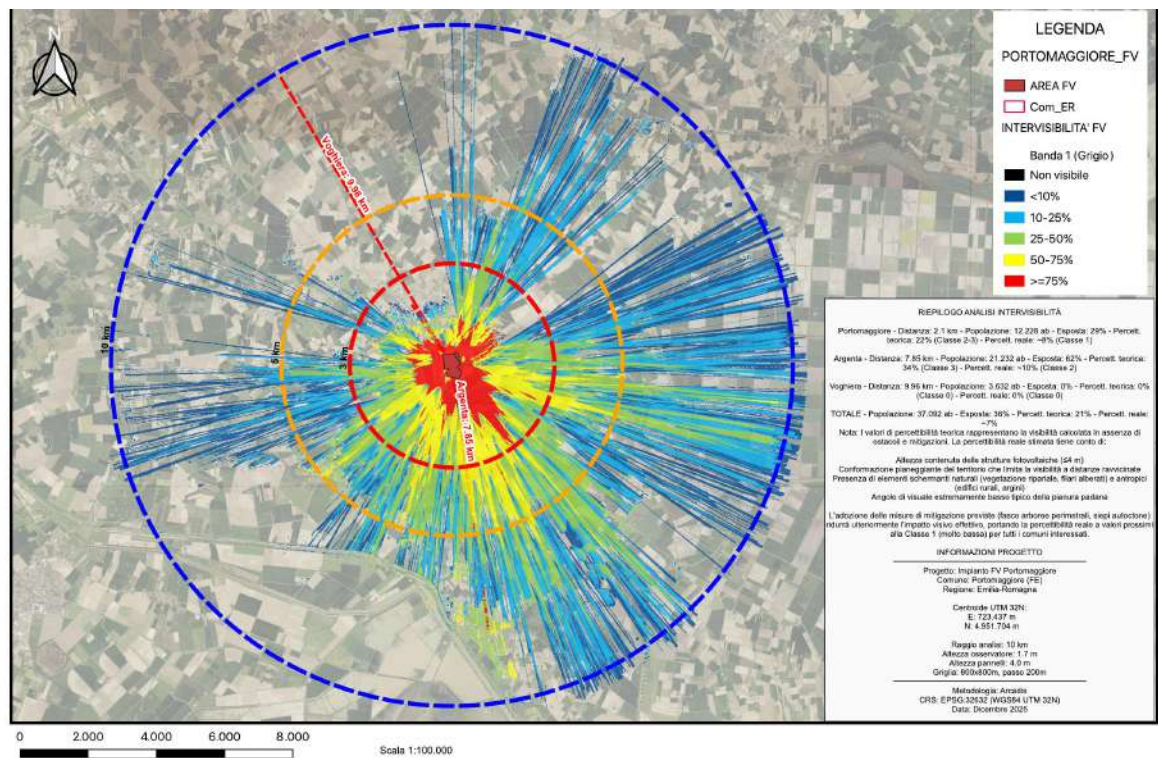 N
LEGENDA
PORTOMAGGIORE_FV
AREA FV
Com_ER
INTERVISIBILITA' FV
Banda 1 (Grigio)
Non visibile
<10%
10-25%
25-50%
50-75%
>=75%
Voghiera: 9.96 km
Argenta: 7.85 km
10 km
5 km
3 km
RIEPILOGO ANALISI INTERVISIBILITÀ
Portomaggiore - Distanza: 2.1 km - Popolazione: 12.228 ab - Esposta: 29% - Percett.
teorica: 22% (Classe 2-3) - Percett. reale: ~8% (Classe 1)
Argenta - Distanza: 7.85 km - Popolazione: 21.232 ab - Esposta: 62% - Percett. teorica:
34% (Classe 3) - Percett. reale: ~10% (Classe 2)
Voghiera - Distanza: 9.96 km - Popolazione: 3.632 ab - Esposta: 0% - Percett. teorica: 0%
(Classe 0) - Percett. reale: 0% (Classe 0)
TOTALE - Popolazione: 37.092 ab - Esposta: 36% - Percett. teorica: 21% - Percett. reale:
~7%
Nota: I valori di percettibilità teorica rappresentano la visibilità calcolata in assenza di
ostacoli e mitigazioni. La percettibilità reale stimata tiene conto di:
Altezza contenuta delle strutture fotovoltaiche (≤4 m)
Conformazione pianeggiante del territorio che limita la visibilità a distanze ravvicinate
Presenza di elementi schermanti naturali (vegetazione ripariale, filari alberati) e antropici
(edifici rurali, argini)
Angolo di visuale estremamente basso tipico della pianura padana
L'adozione delle misure di mitigazione previste (fasce arboree perimetrali, siepi autoctone)
ridurrà ulteriormente l'impatto visivo effettivo, portando la percettibilità reale a valori prossimi
alla Classe 1 (molto bassa) per tutti i comuni interessati.
INFORMAZIONI PROGETTO
Progetto: Impianto FV Portomaggiore
Comune: Portomaggiore (FE)
Regione: Emilia-Romagna
Centroide UTM 32N:
E: 723.437 m
N: 4.951.794 m
Raggio analisi: 10 km
Altezza osservatore: 1.7 m
Altezza pannelli: 4.0 m
Griglia: 800x800m, passo 200m
Metodologia: Arcadis
CRS: EPSG:32632 (WGS84 UTM 32N)
Data: Dicembre 2025
0 2.000 4.000 6.000 8.000
Scala 1:100.000